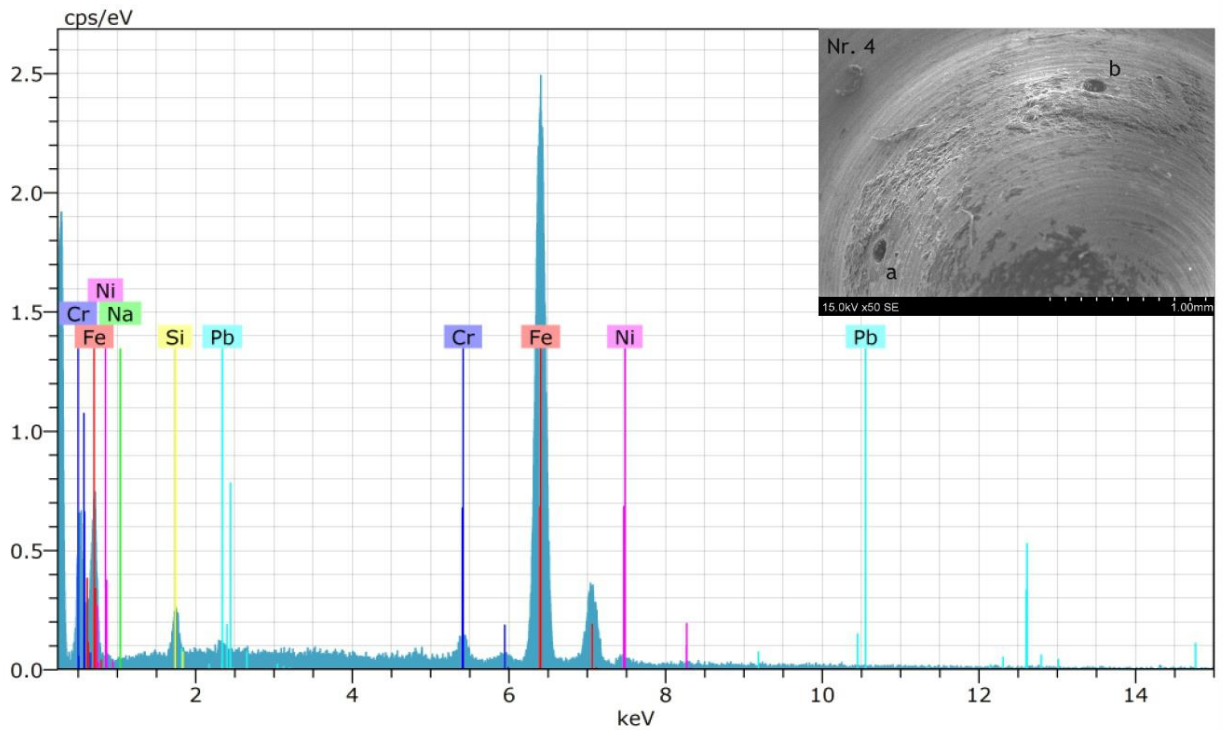 cps/eV
Nr. 4
b
a
15.0kV x50 SE 1.00mm
2.5
2.0
1.5
1.0
0.5
0.0
Ni
Cr Na
Fe Si Pb Cr Fe Ni Pb
2 4 6 8 10 12 14
keV